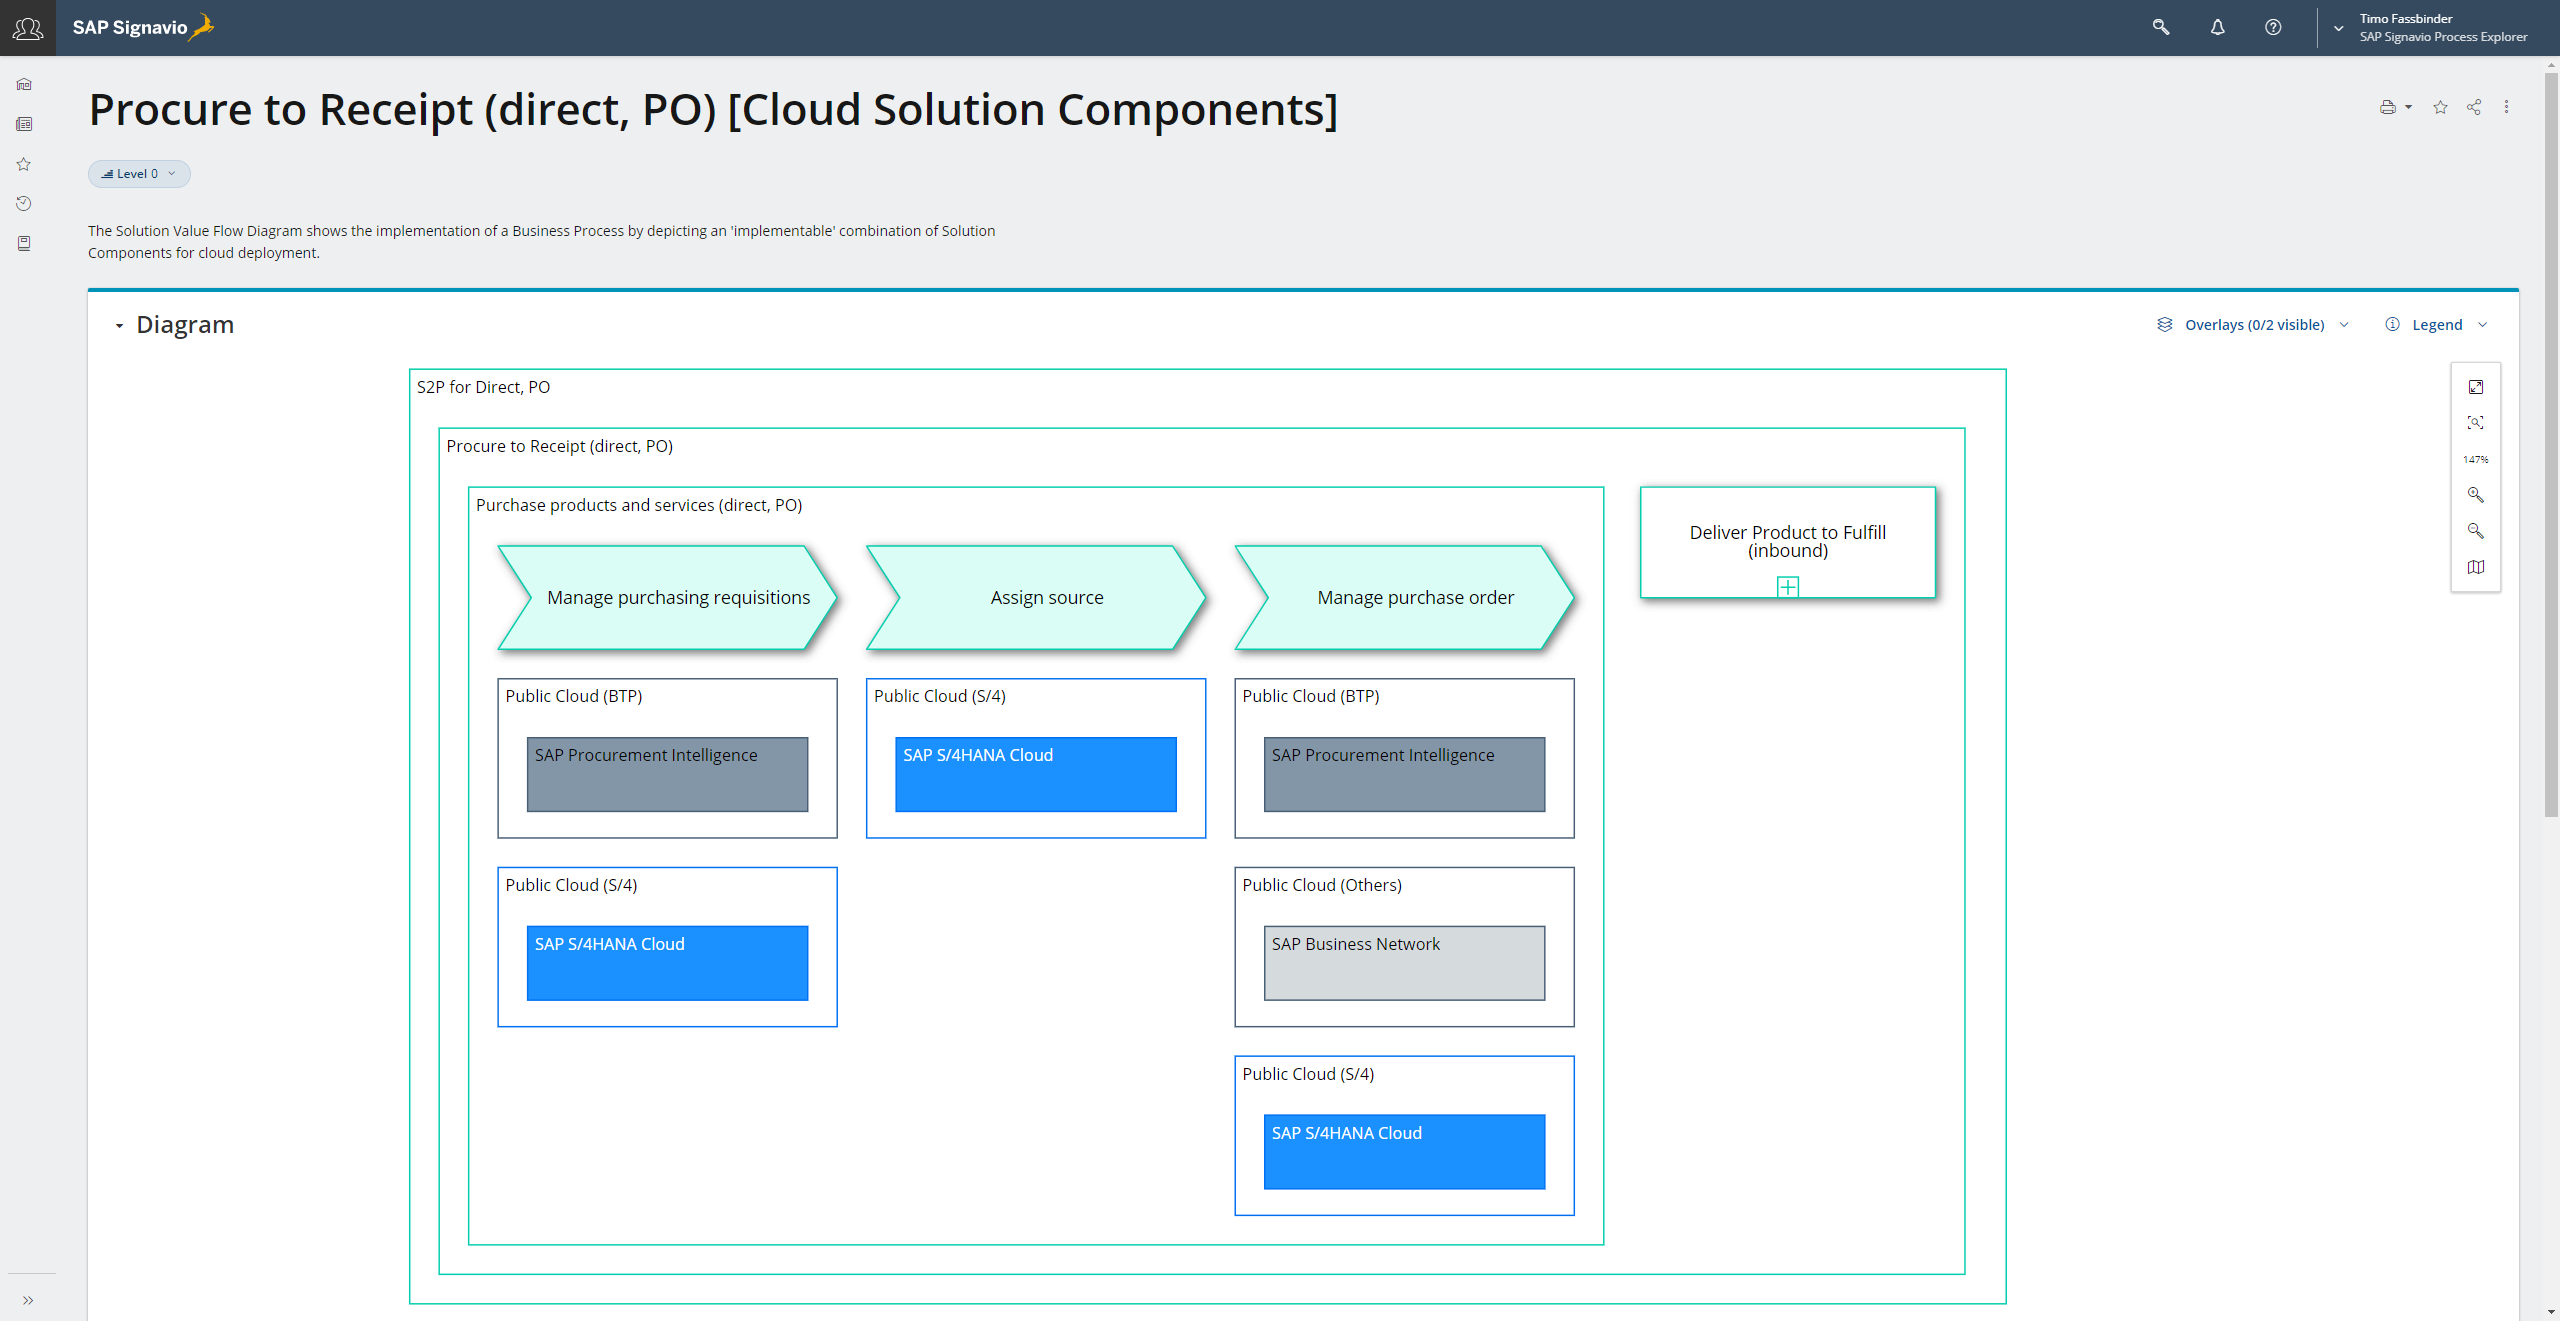 SAP Signavio
Timo Fassbinder
SAP Signavio Process Explorer
Procure to Receipt (direct, PO) [Cloud Solution Components]
Level 0
The Solution Value Flow Diagram shows the implementation of a Business Process by depicting an 'implementable' combination of Solution
Components for cloud deployment.
Diagram
Overlays (0/2 visible)
Legend
147%
S2P for Direct, PO
Procure to Receipt (direct, PO)
Purchase products and services (direct, PO)
Manage purchasing requisitions
Assign source
Manage purchase order
Deliver Product to Fulfill
(inbound)
Public Cloud (BTP)
SAP Procurement Intelligence
Public Cloud (S/4)
SAP S/4HANA Cloud
Public Cloud (BTP)
SAP Procurement Intelligence
Public Cloud (S/4)
SAP S/4HANA Cloud
Public Cloud (Others)
SAP Business Network
Public Cloud (S/4)
SAP S/4HANA Cloud